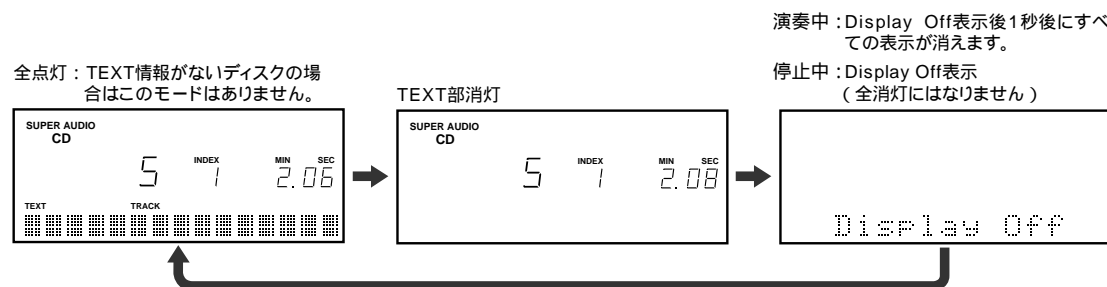 演奏中：Display Off表示後1秒後にすべ
ての表示が消えます。
停止中：Display Off表示
（全消灯にはなりません）
全点灯：TEXT情報がないディスクの場
合はこのモードはありません。
SUPER AUDIO
CD
5 INDEX 1 MIN 2.06 SEC
TEXT TRACK
TEXT部消灯
SUPER AUDIO
CD
5 INDEX 1 MIN 2.08 SEC
Display Off